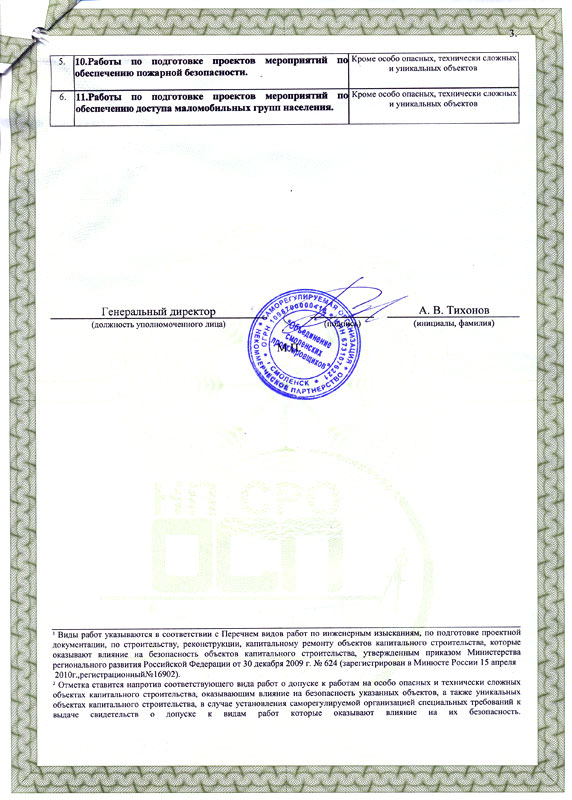 3.
5. 10.Работы по подготовке проектов мероприятий по Кроме особо опасных, технически сложных
обеспечению пожарной безопасности. и уникальных объектов
6. 11.Работы по подготовке проектов мероприятий по Кроме особо опасных, технически сложных
обеспечению доступа маломобильных групп населения. и уникальных объектов
Генеральный директор А. В. Тихонов
(должность уполномоченного лица) (подпись) (инициалы, фамилия)
САМОРЕГУЛИРУЕМАЯ ОРГАНИЗАЦИЯ
НЕКОММЕРЧЕСКОЕ ПАРТНЕРСТВО
г СМОЛЕНСК
"Объединение
смоленских
проектировщиков"
М.П.
НП СРО
ОСП
¹ Виды работ указываются в соответствии с Перечнем видов работ по инженерным изысканиям, по подготовке проектной
документации, по строительству, реконструкции, капитальному ремонту объектов капитального строительства, которые
оказывают влияние на безопасность объектов капитального строительства, утвержденным приказом Министерства
регионального развития Российской Федерации от 30 декабря 2009 г. № 624 (зарегистрирован в Минюсте России 15 апреля
2010г.,регистрационный№16902).
² Отметка ставится напротив соответствующего вида работ о допуске к работам на особо опасных и технически сложных
объектах капитального строительства, оказывающим влияние на безопасность указанных объектов, а также уникальных
объектах капитального строительства, в случае установления саморегулируемой организацией специальных требований к
выдаче свидетельств о допуске к видам работ которые оказывают влияние на их безопасность.